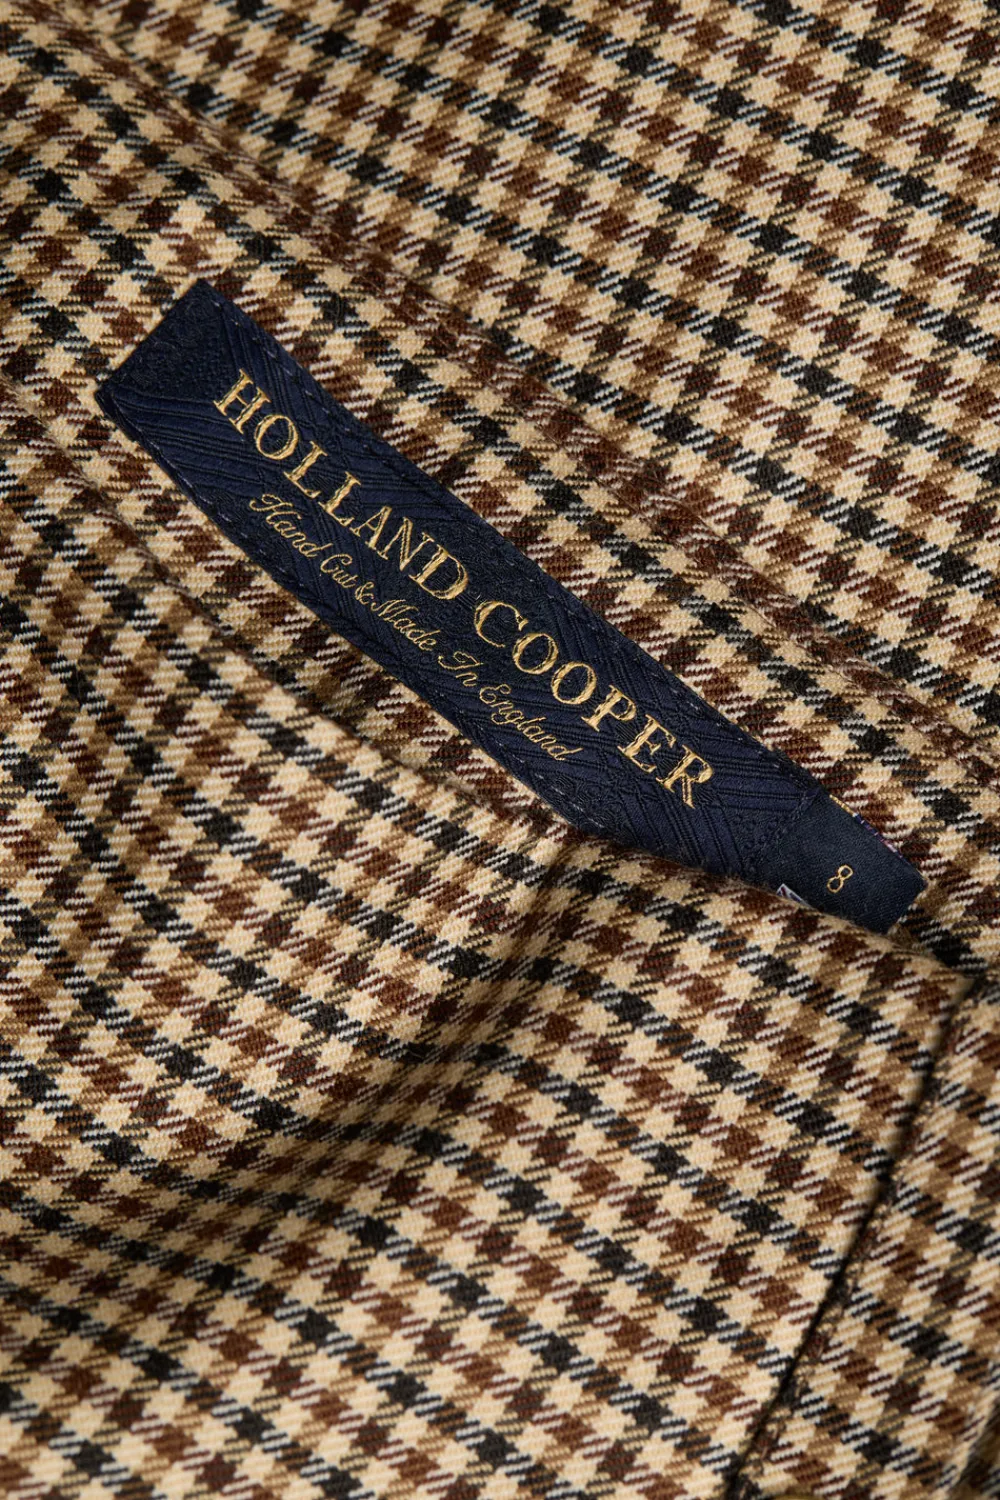 HOLLAND COOPER
Hand Cut & Made In England
8